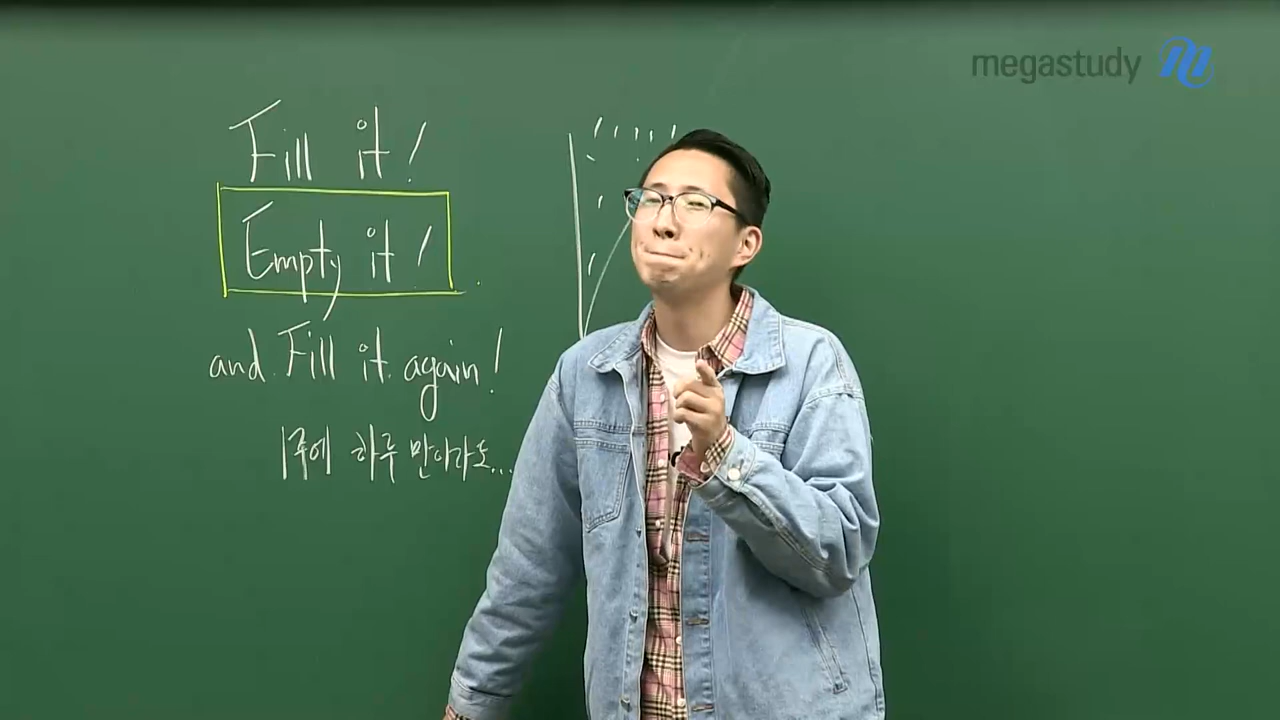 megastudy
Fill it!
Empty it!
and Fill it again!
1주에 하루 만이라도...